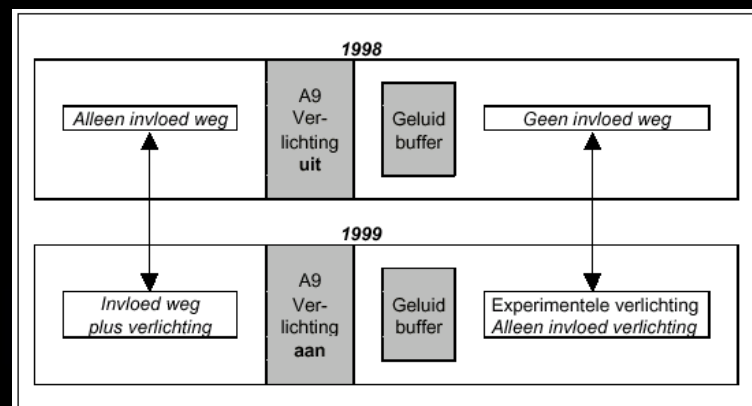 1998
Alleen invloed weg
A9
Ver-
lichting
uit
Geluid
buffer
Geen invloed weg
1999
Invloed weg
plus verlichting
A9
Ver-
lichting
aan
Geluid
buffer
Experimentele verlichting
Alleen invloed verlichting